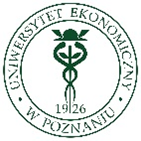 UNIWERSYTET EKONOMICZNY
W POZNANIU
1926